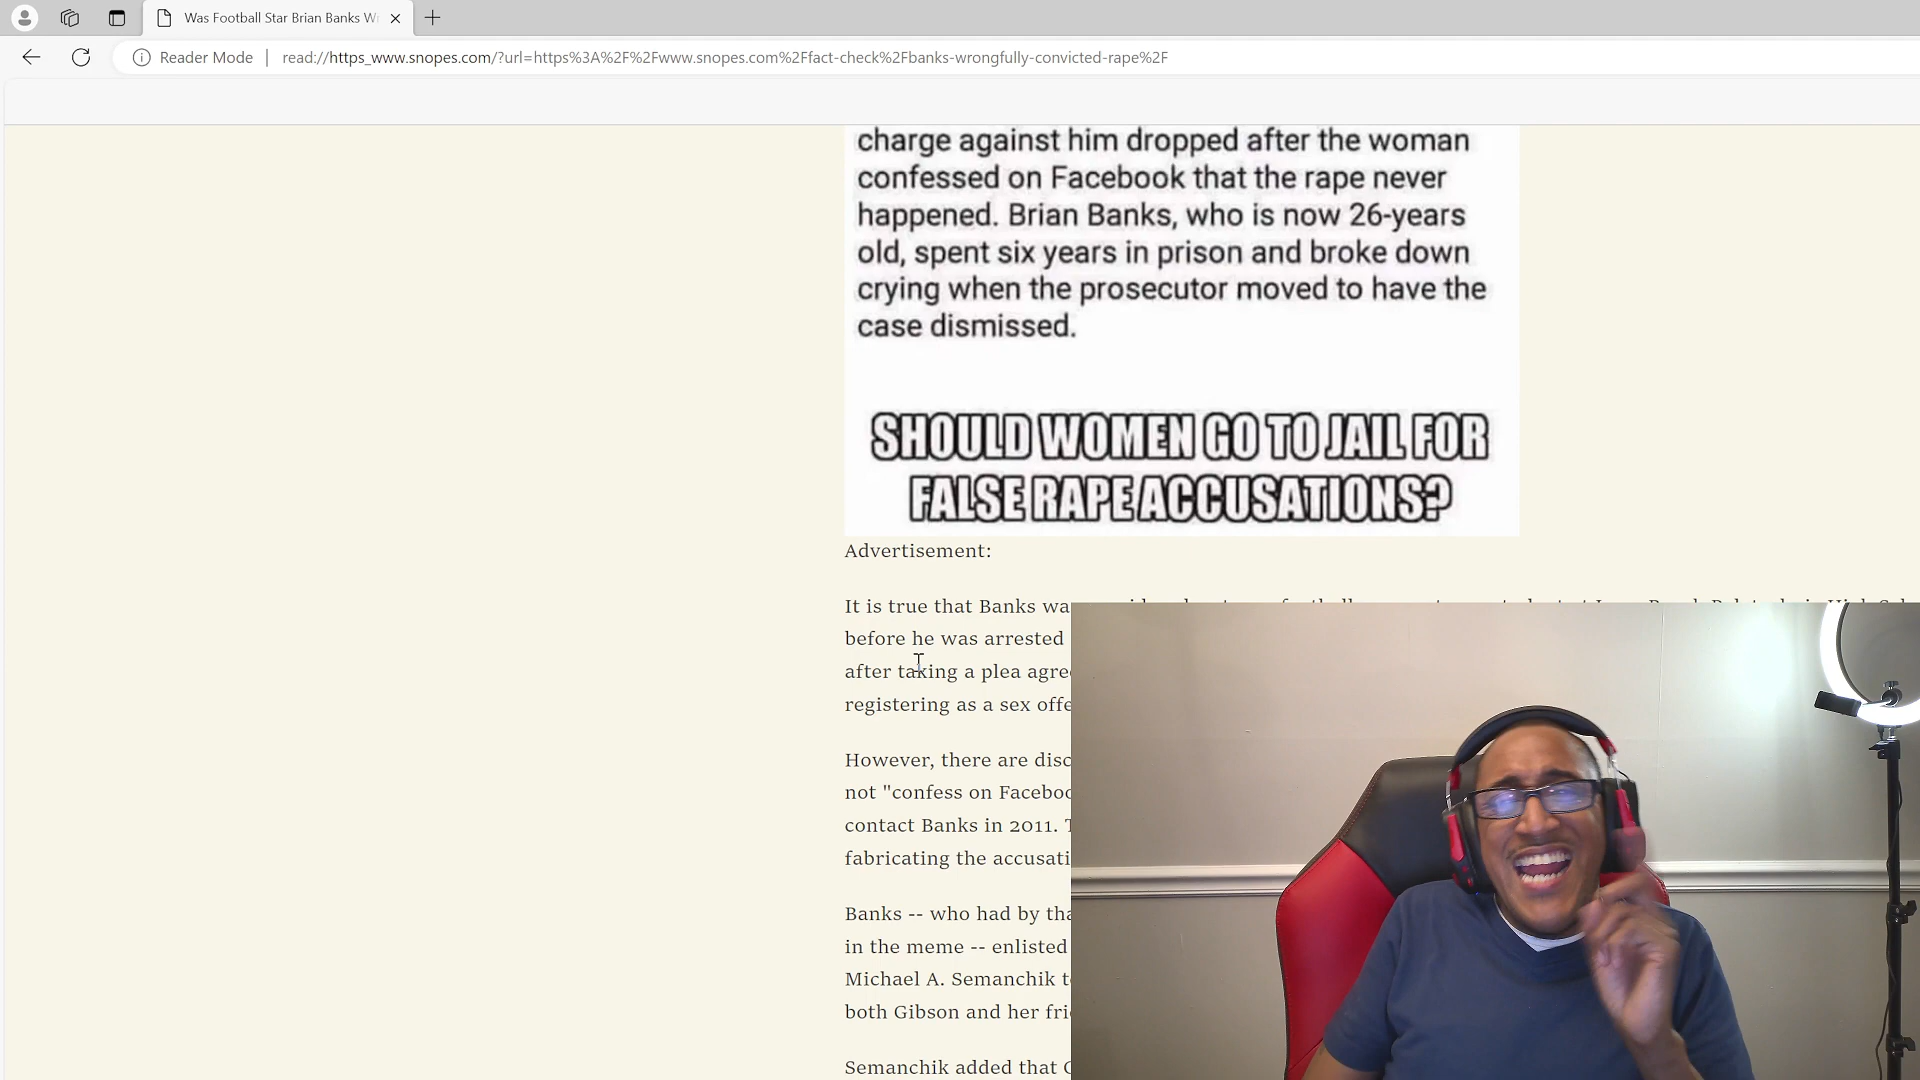 Was Football Star Brian Banks W
Reader Mode
read://https_www.snopes.com/?url=https%3A%2F%2Fwww.snopes.com%2Ffact-check%2Fbanks-wrongfully-convicted-rape%2F
charge against him dropped after the woman
confessed on Facebook that the rape never
happened. Brian Banks, who is now 26-years
old, spent six years in prison and broke down
crying when the prosecutor moved to have the
case dismissed.
SHOULD WOMEN GO TO JAIL FOR
FALSE RAPE ACCUSATIONS?
Advertisement:
It is true that Banks wa
before he was arrested
after taking a plea agre
registering as a sex offe
However, there are disc
not "confess on Faceboo
contact Banks in 2011. T
fabricating the accusati
Banks -- who had by tha
in the meme -- enlisted
Michael A. Semanchik t
both Gibson and her fri
Semanchik added that